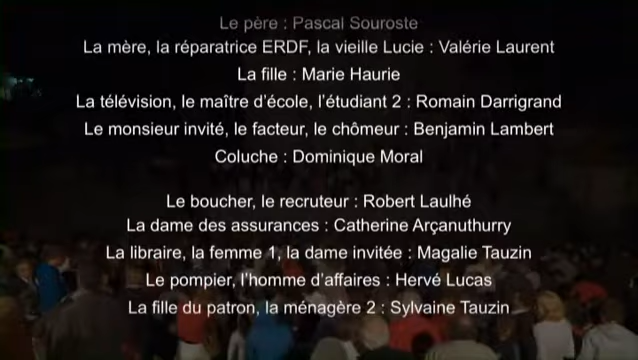 Le père : Pascal Souroste
La mère, la réparatrice ERDF, la vieille Lucie : Valérie Laurent
La fille : Marie Haurie
La télévision, le maître d'école, l'étudiant 2 : Romain Darrigrand
Le monsieur invité, le facteur, le chômeur : Benjamin Lambert
Coluche : Dominique Moral
Le boucher, le recruteur : Robert Laulhé
La dame des assurances : Catherine Arçanuthurry
La libraire, la femme 1, la dame invitée : Magalie Tauzin
Le pompier, l'homme d'affaires : Hervé Lucas
La fille du patron, la ménagère 2 : Sylvaine Tauzin